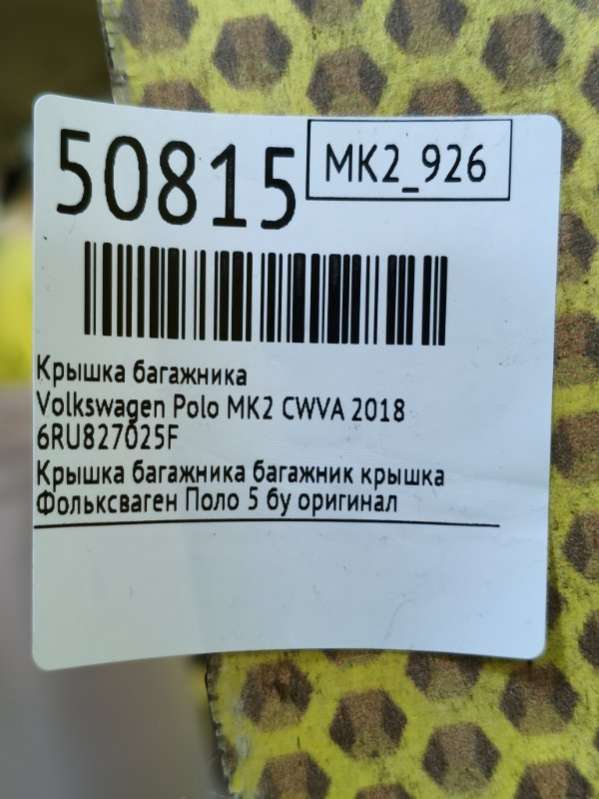 50815
MK2_926
Крышка багажника
Volkswagen Polo MK2 CWVA 2018
6RU827025F
Крышка багажника багажник крышка
Фольксваген Поло 5 бу оригинал